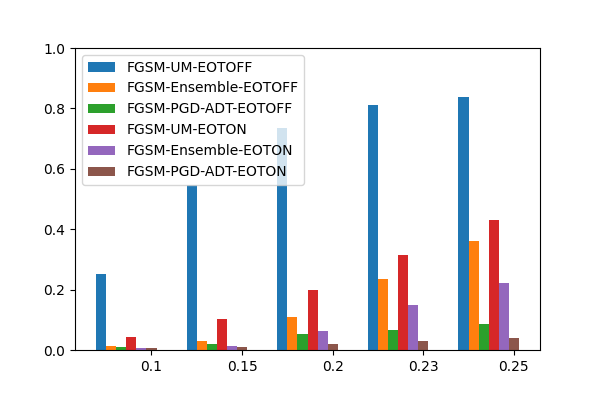 1.0
0.8
0.6
0.4
0.2
0.0
FGSM-UM-EOTOFF
FGSM-Ensemble-EOTOFF
FGSM-PGD-ADT-EOTOFF
FGSM-UM-EOTON
FGSM-Ensemble-EOTON
FGSM-PGD-ADT-EOTON
0.1 0.15 0.2 0.23 0.25